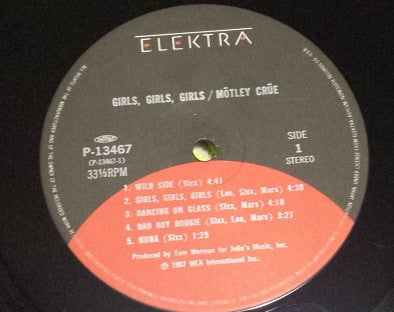 ELEKTRA
GIRLS, GIRLS, GIRLS / MÖTLEY CRÜE
P-13467
(P-13467-1)
33⅓RPM
SIDE
1
STEREO
1. WILD SIDE (Sixx) 4:41
2. GIRLS, GIRLS, GIRLS (Lee, Sixx, Mars) 4:30
3. DANCING ON GLASS (Sixx, Mars) 4:18
4. BAD BOY BOOGIE (Sixx, Lee, Mars) 3:27
5. NONA (Sixx) 1:25
Produced by Tom Werman for Julia's Music, Inc.
℗ 1987 WEA International Inc.